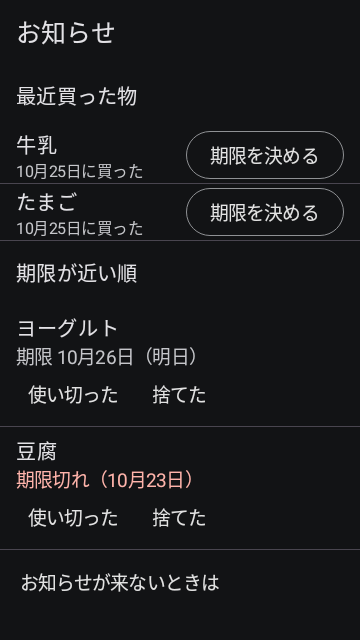 お知らせ
最近買った物
牛乳
10月25日に買った
期限を決める
たまご
10月25日に買った
期限を決める
期限が近い順
ヨーグルト
期限 10月26日（明日）
使い切った 捨てた
豆腐
期限切れ（10月23日）
使い切った 捨てた
お知らせが来ないときは